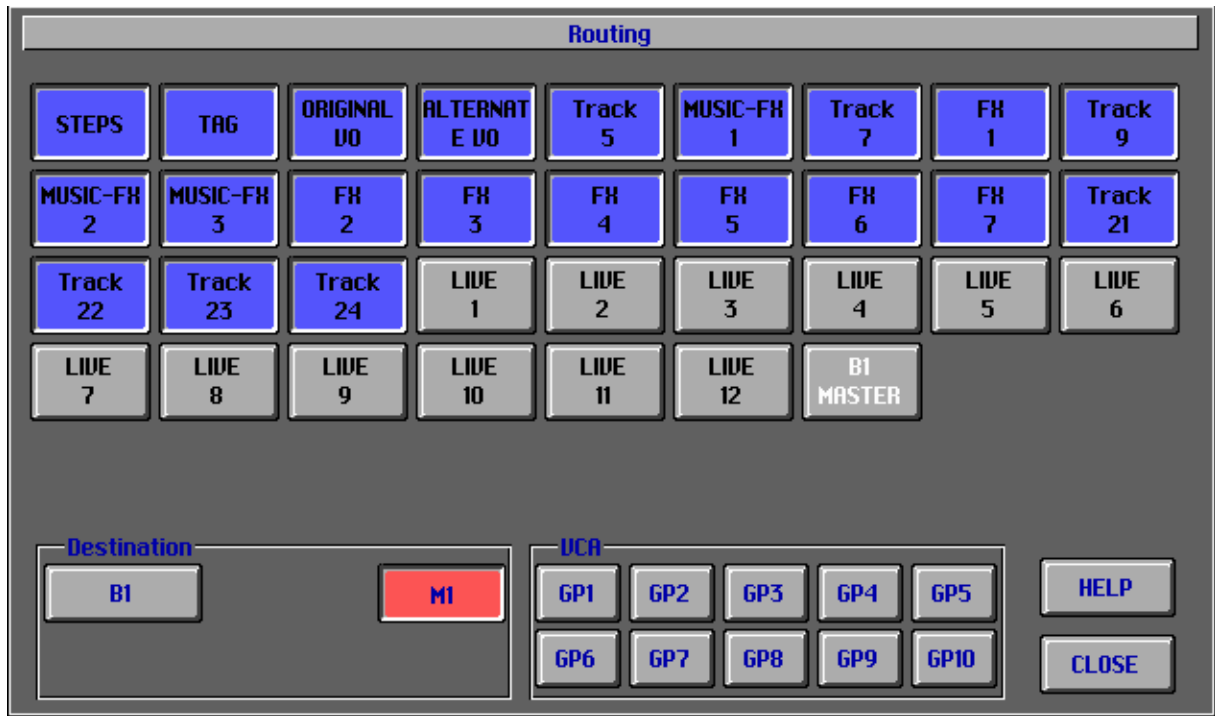 Routing
STEPS TAG ORIGINAL VO ALTERNAT E VO Track 5 MUSIC-FX 1 Track 7 FX 1 Track 9
MUSIC-FX 2 MUSIC-FX 3 FX 2 FX 3 FX 4 FX 5 FX 6 FX 7 Track 21
Track 22 Track 23 Track 24 LIVE 1 LIVE 2 LIVE 3 LIVE 4 LIVE 5 LIVE 6
LIVE 7 LIVE 8 LIVE 9 LIVE 10 LIVE 11 LIVE 12 B1 MASTER
Destination
B1 M1
VCA
GP1 GP2 GP3 GP4 GP5
GP6 GP7 GP8 GP9 GP10
HELP
CLOSE